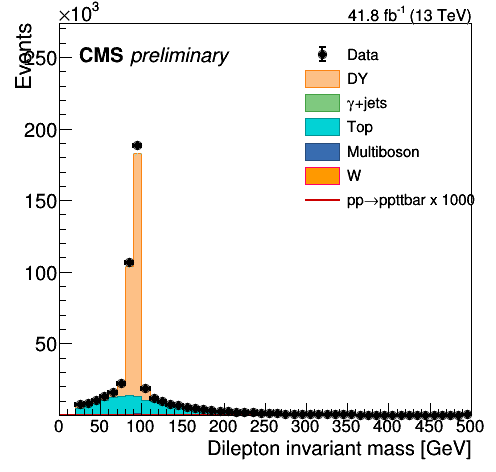 ×10³
41.8 fb⁻¹ (13 TeV)
Events
CMS preliminary
Data
DY
γ+jets
Top
Multiboson
W
pp→ppttbar x 1000
250
200
150
100
50
0 50 100 150 200 250 300 350 400 450 500
Dilepton invariant mass [GeV]